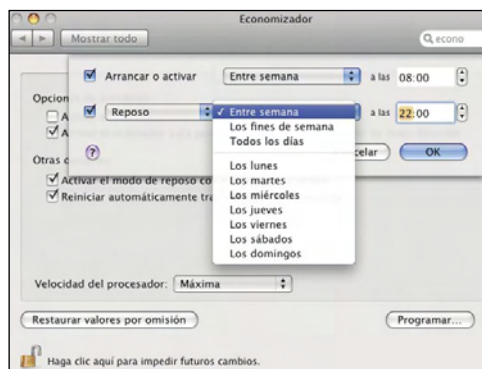 Economizador
Mostrar todo
econo
Arrancar o activar Entre semana a las 08:00
Opcion
Reposo Entre semana a las 22:00
Los fines de semana
Todos los días
Los lunes
Los martes
Los miércoles
Los jueves
Los viernes
Los sábados
Los domingos
? celar OK
Otras
Activar el modo de reposo co
Reiniciar automáticamente tra
Velocidad del procesador: Máxima
Restaurar valores por omisión Programar...
Haga clic aquí para impedir futuros cambios.